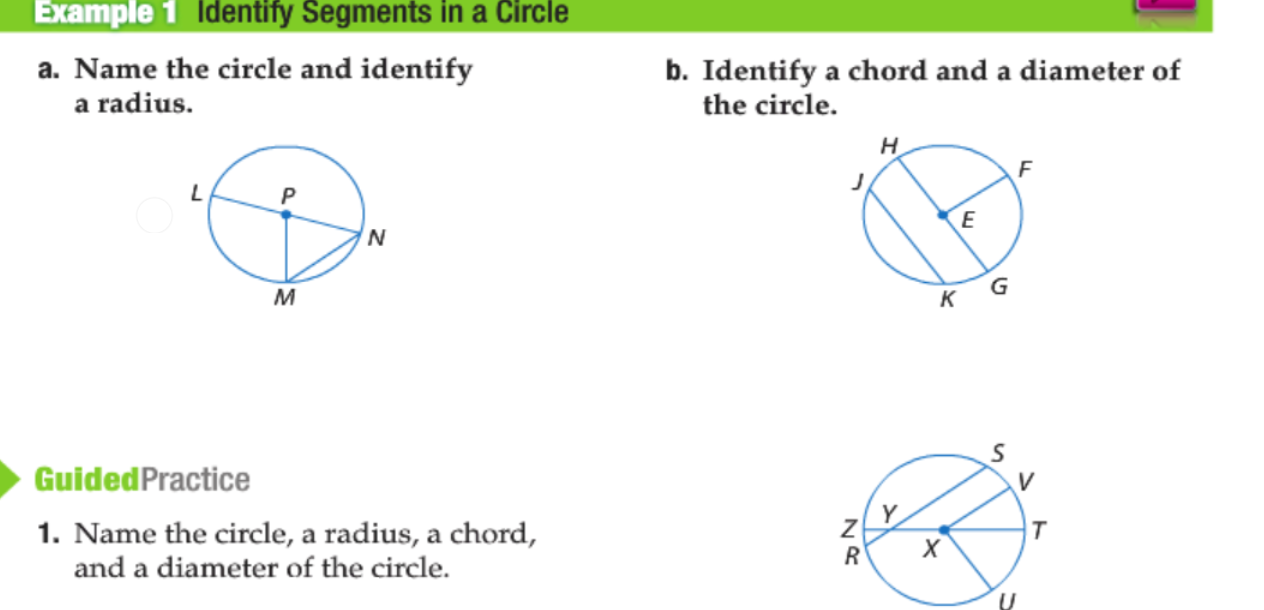 Example 1 Identify Segments in a Circle
a. Name the circle and identify
a radius.
L
P
N
M
b. Identify a chord and a diameter of
the circle.
H
F
J
E
G
K
GuidedPractice
1. Name the circle, a radius, a chord,
and a diameter of the circle.
S
V
Y
Z
T
R
X
U